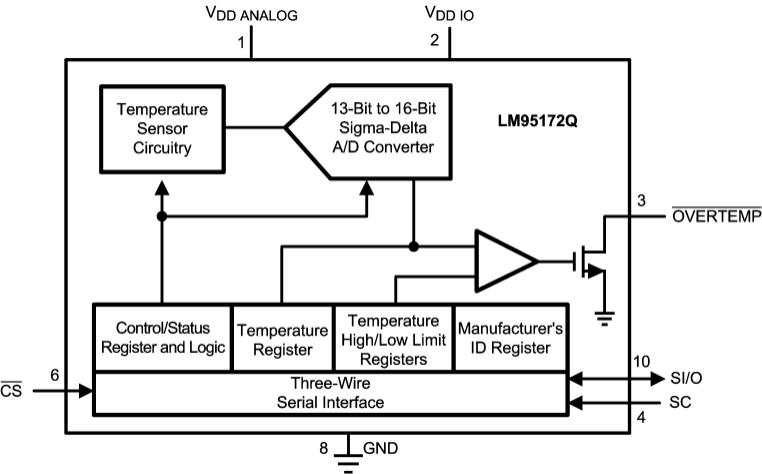 VDD ANALOG
VDD IO
1
2
Temperature
Sensor
Circuitry
13-Bit to 16-Bit
Sigma-Delta
A/D Converter
LM95172Q
3
OVERTEMP
Control/Status
Register and Logic
Temperature
Register
Temperature
High/Low Limit
Registers
Manufacturer's
ID Register
6
CS
Three-Wire
Serial Interface
10
SI/O
SC
4
8
GND